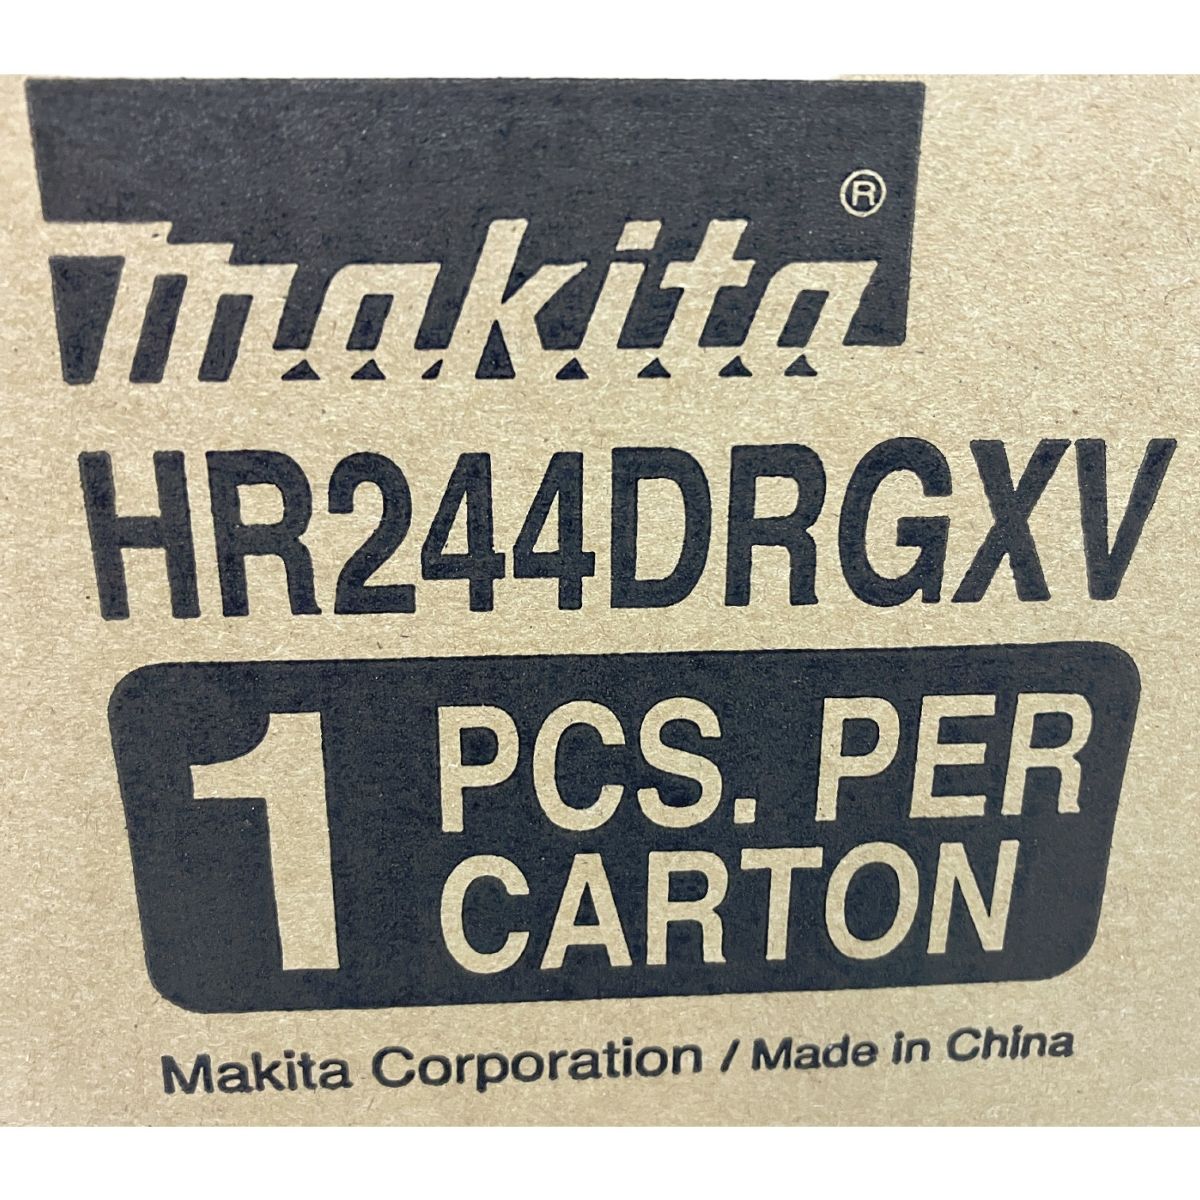 makita®
HR244DRGXV
1 PCS. PER
CARTON
Makita Corporation / Made in China